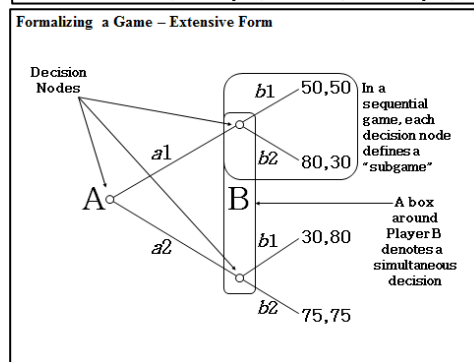 Formalizing a Game – Extensive Form
Decision
Nodes
A
a1
a2
B
b1
50,50
b2
80,30
b1
30,80
b2
75,75
In a
sequential
game, each
decision node
defines a
"subgame"
A box
around
Player B
denotes a
simultaneous
decision